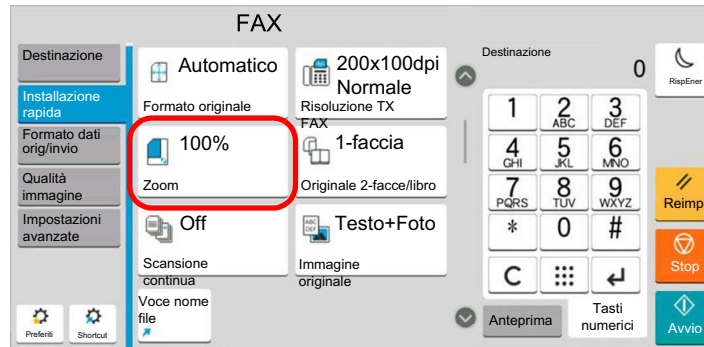 FAX
Destinazione
Installazione
rapida
Formato dati
orig/invio
Qualità
immagine
Impostazioni
avanzate
Preferiti
Shortcut
Automatico
Formato originale
200x100dpi
Normale
Risoluzione TX
FAX
100%
Zoom
1-faccia
Originale 2-facce/libro
Off
Scansione
continua
ABC
DEF
Testo+Foto
Immagine
originale
Voce nome
file
Destinazione
0
1
2
ABC
3
DEF
4
GHI
5
JKL
6
MNO
7
PQRS
8
TUV
9
WXYZ
*
0
#
C
Anteprima
Tasti
numerici
RispEner
Reimp
Stop
Avvio